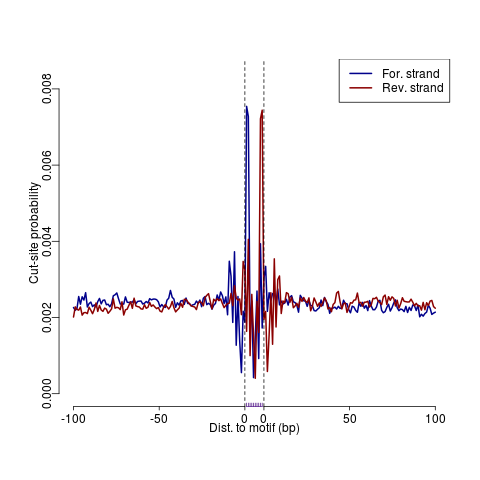 For. strand
Rev. strand
Cut-site probability
0.008
0.006
0.004
0.002
0.000
-100 -50 0 0 50 100
Dist. to motif (bp)